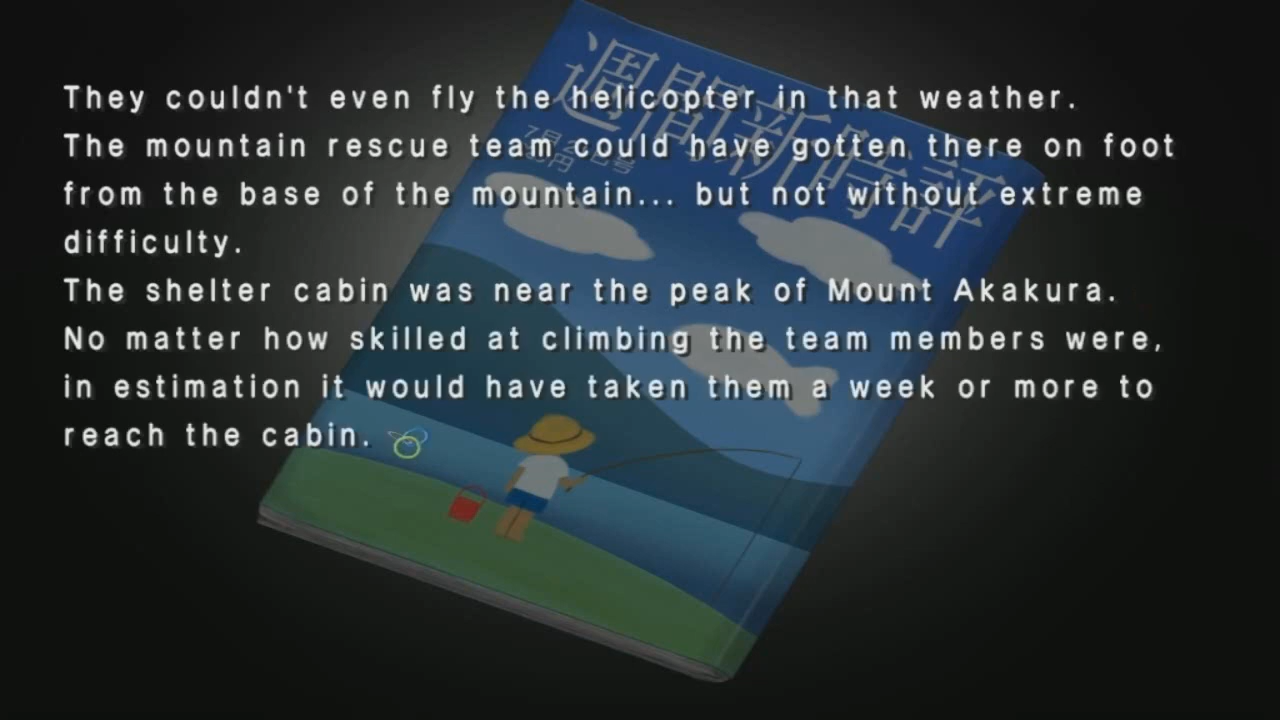 They couldn't even fly the helicopter in that weather.
The mountain rescue team could have gotten there on foot
from the base of the mountain... but not without extreme
difficulty.
The shelter cabin was near the peak of Mount Akakura.
No matter how skilled at climbing the team members were,
in estimation it would have taken them a week or more to
reach the cabin.
週間新時評